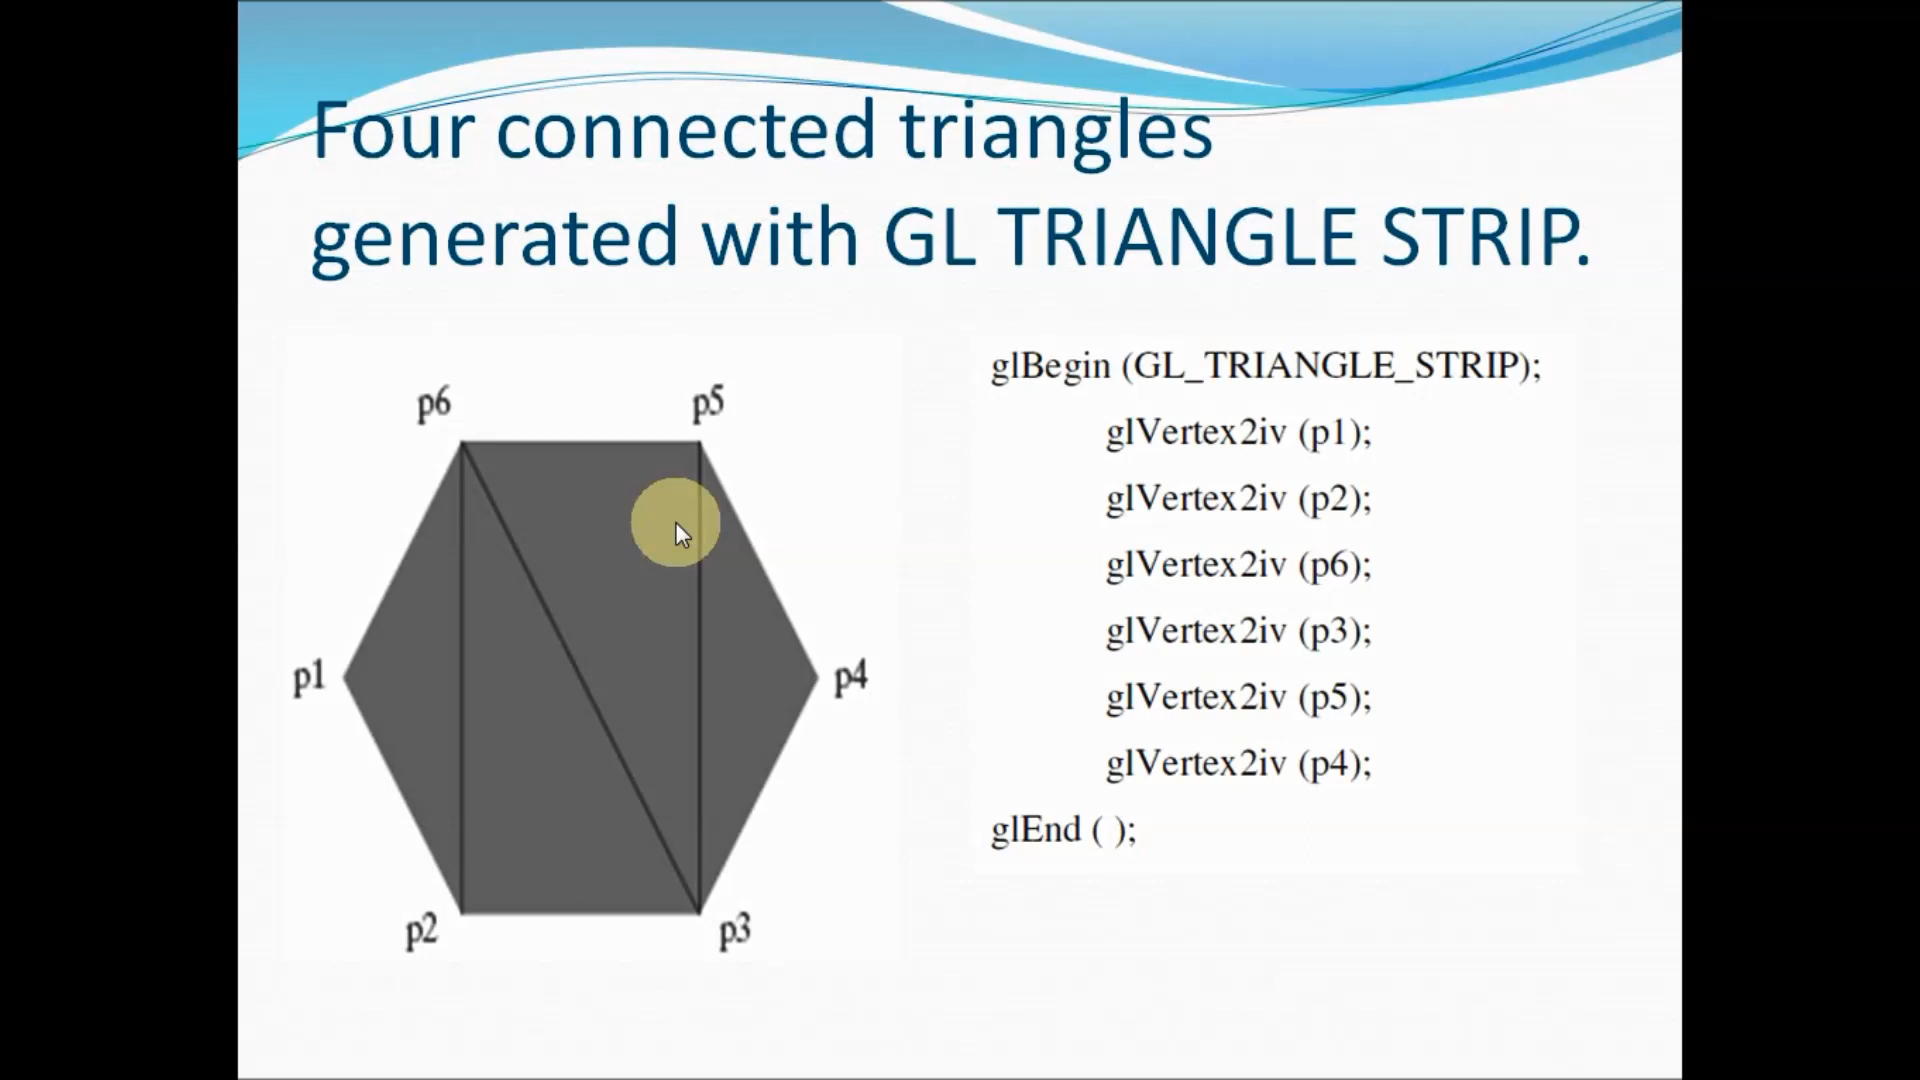 Four connected triangles
generated with GL TRIANGLE STRIP.
p6
p5
p1
p4
p2
p3
glBegin (GL_TRIANGLE_STRIP);
glVertex2iv (p1);
glVertex2iv (p2);
glVertex2iv (p6);
glVertex2iv (p3);
glVertex2iv (p5);
glVertex2iv (p4);
glEnd ( );